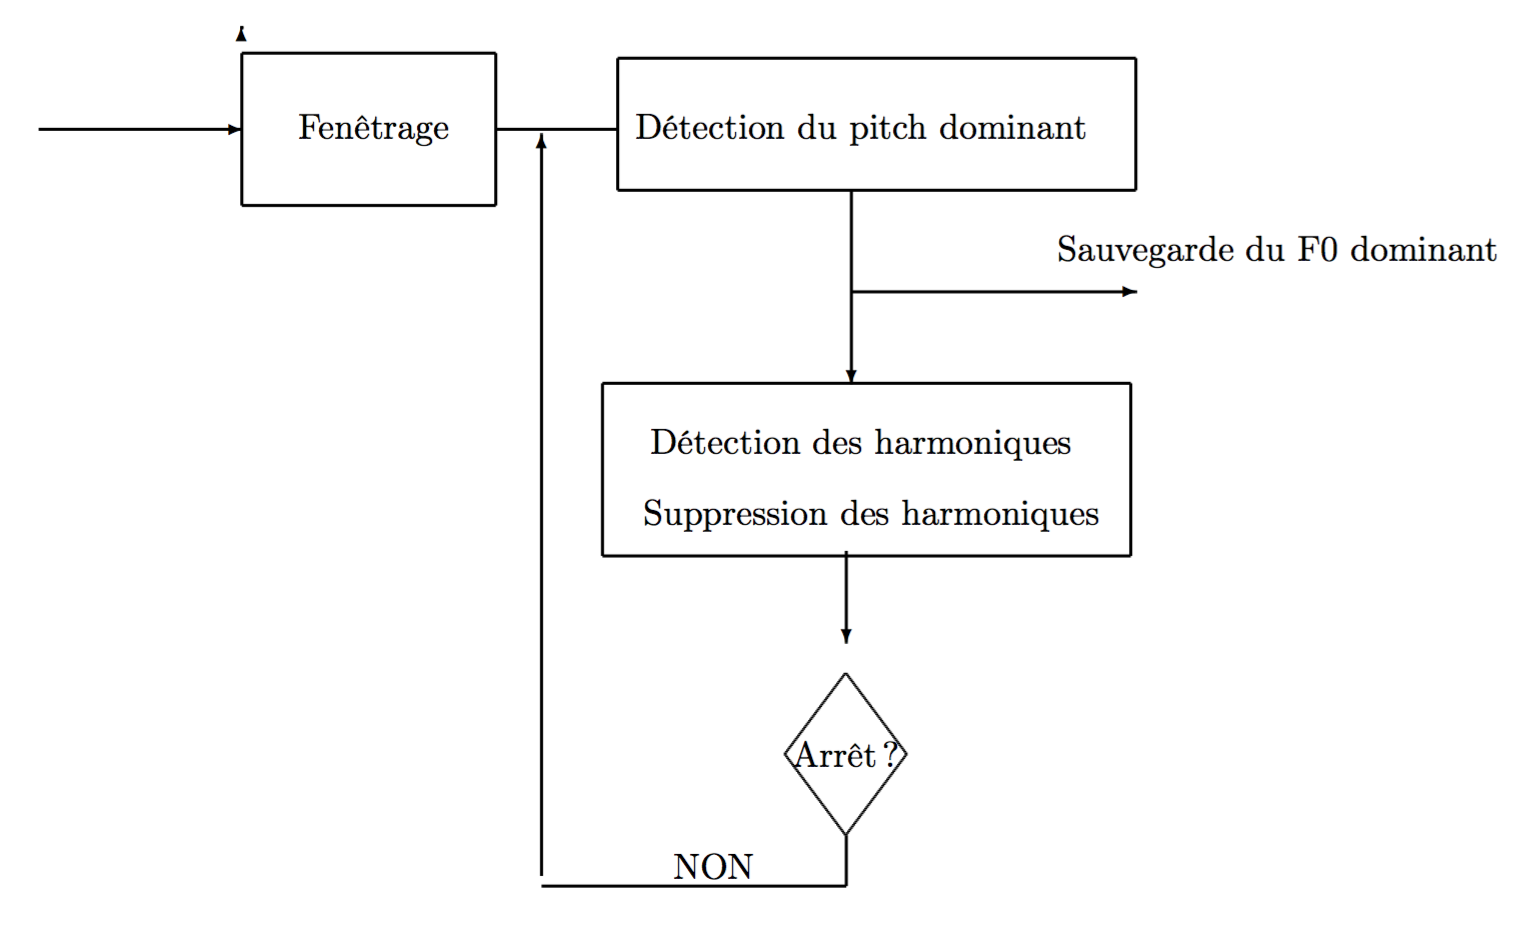 Fenêtrage
Détection du pitch dominant
Sauvegarde du F0 dominant
Détection des harmoniques
Suppression des harmoniques
Arrêt ?
NON